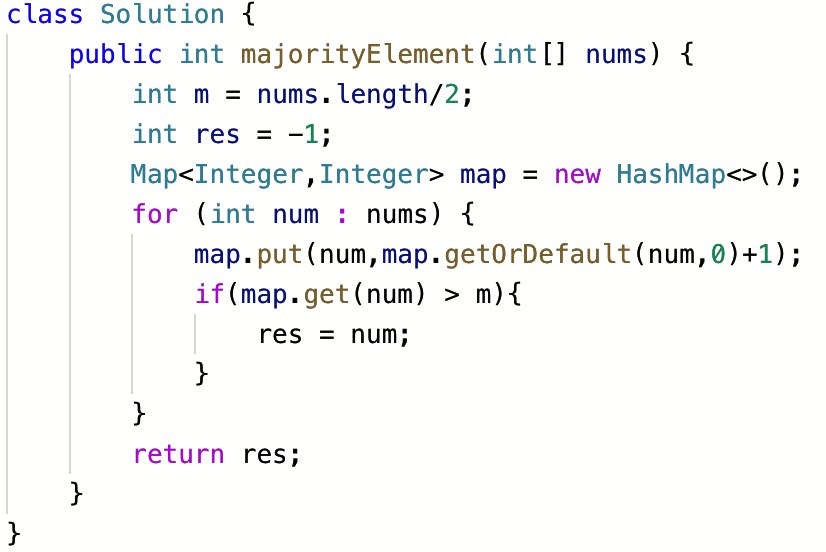 class Solution {
    public int majorityElement(int[] nums) {
        int m = nums.length/2;
        int res = -1;
        Map<Integer,Integer> map = new HashMap<>();
        for (int num : nums) {
            map.put(num,map.getOrDefault(num,0)+1);
            if(map.get(num) > m){
                res = num;
            }
        }
        return res;
    }
}